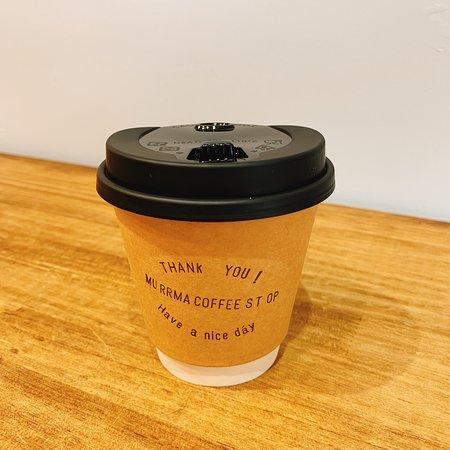 THANK YOU!
MURRMA COFFEE STOP
Have a nice day